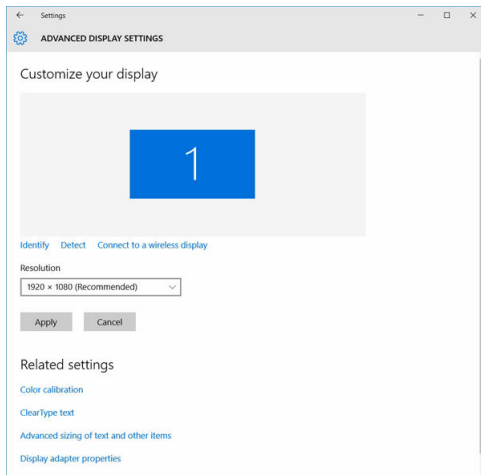 Settings
ADVANCED DISPLAY SETTINGS
Customize your display
1
Identify Detect Connect to a wireless display
Resolution
1920 × 1080 (Recommended)
Apply Cancel
Related settings
Color calibration
ClearType text
Advanced sizing of text and other items
Display adapter properties